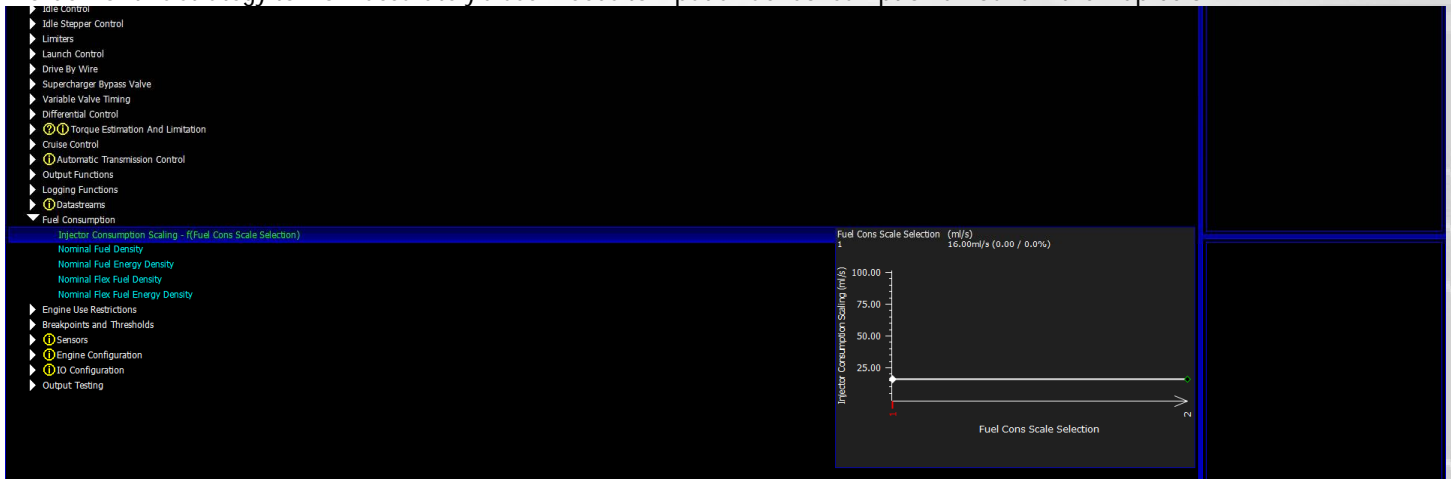 Idle Control
Idle Stepper Control
Limiters
Launch Control
Drive By Wire
Supercharger Bypass Valve
Variable Valve Timing
Differential Control
Torque Estimation And Limitation
Cruise Control
Automatic Transmission Control
Output Functions
Logging Functions
Datastreams
Fuel Consumption
Injector Consumption Scaling - f(Fuel Cons Scale Selection)
Nominal Fuel Density
Nominal Fuel Energy Density
Nominal Flex Fuel Density
Nominal Flex Fuel Energy Density
Engine Use Restrictions
Breakpoints and Thresholds
Sensors
Engine Configuration
IO Configuration
Output Testing
Fuel Cons Scale Selection (ml/s)
1 16.00ml/s (0.00 / 0.0%)
Injector Consumption Scaling (ml/s)
100.00
75.00
50.00
25.00
1
2
Fuel Cons Scale Selection